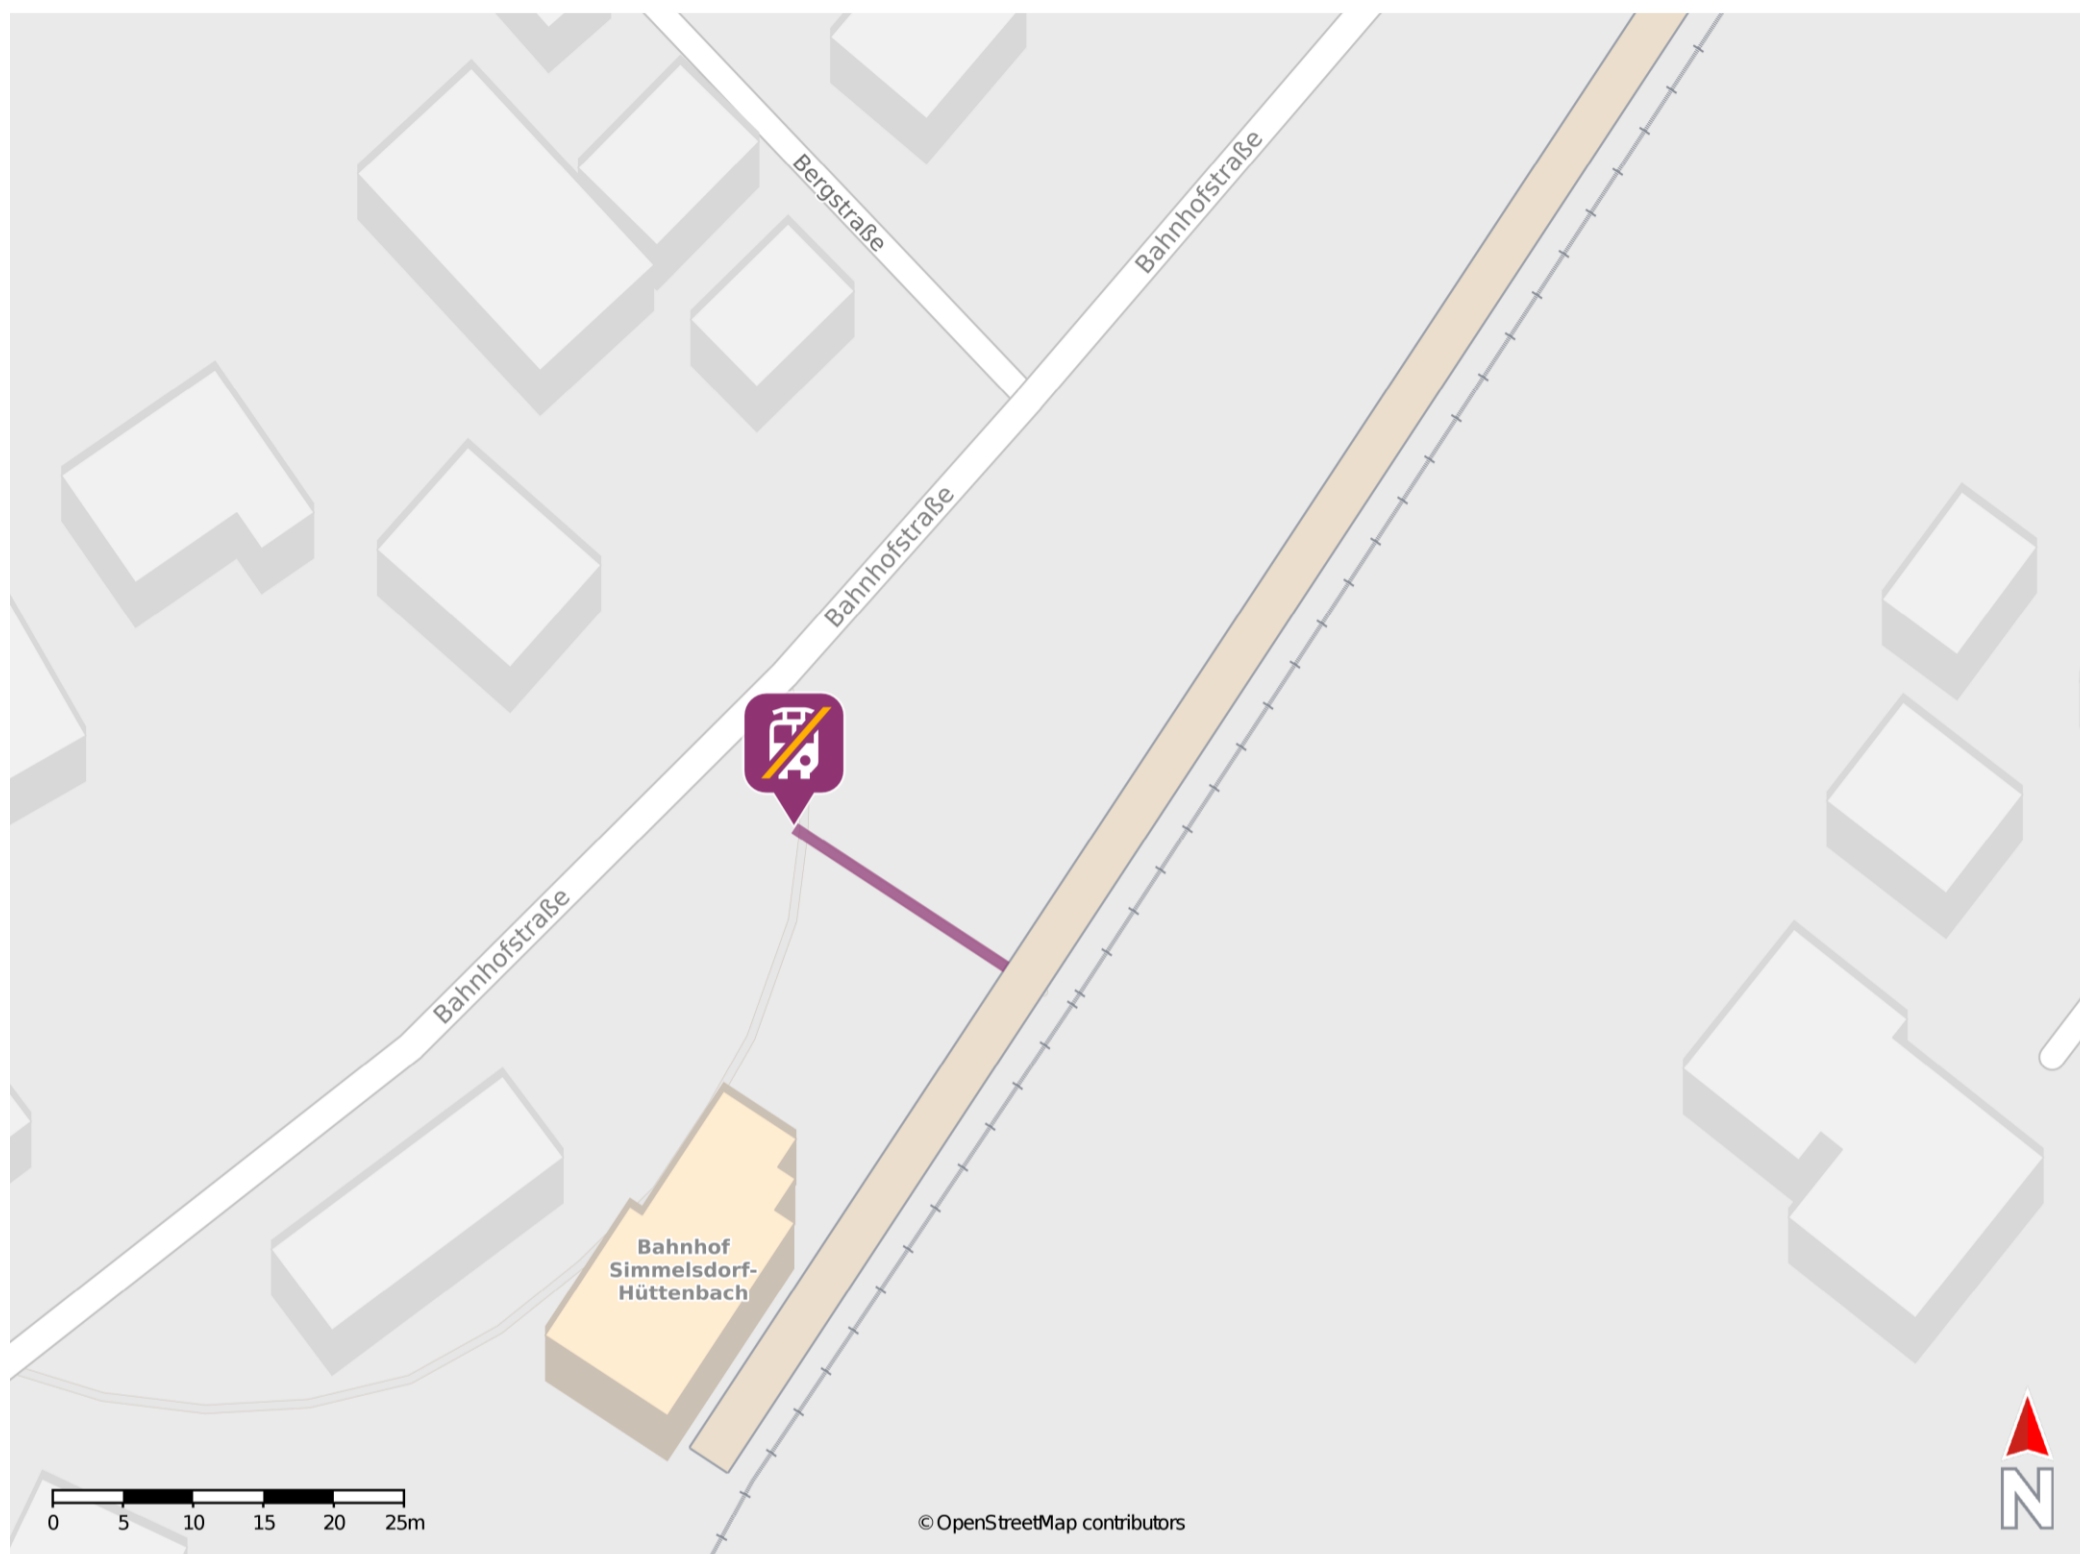 Bergstraße
Bahnhofstraße
Bahnhofstraße
Bahnhofstraße
Bahnhof
Simmelsdorf-
Hüttenbach
0 5 10 15 20 25m
© OpenStreetMap contributors
N